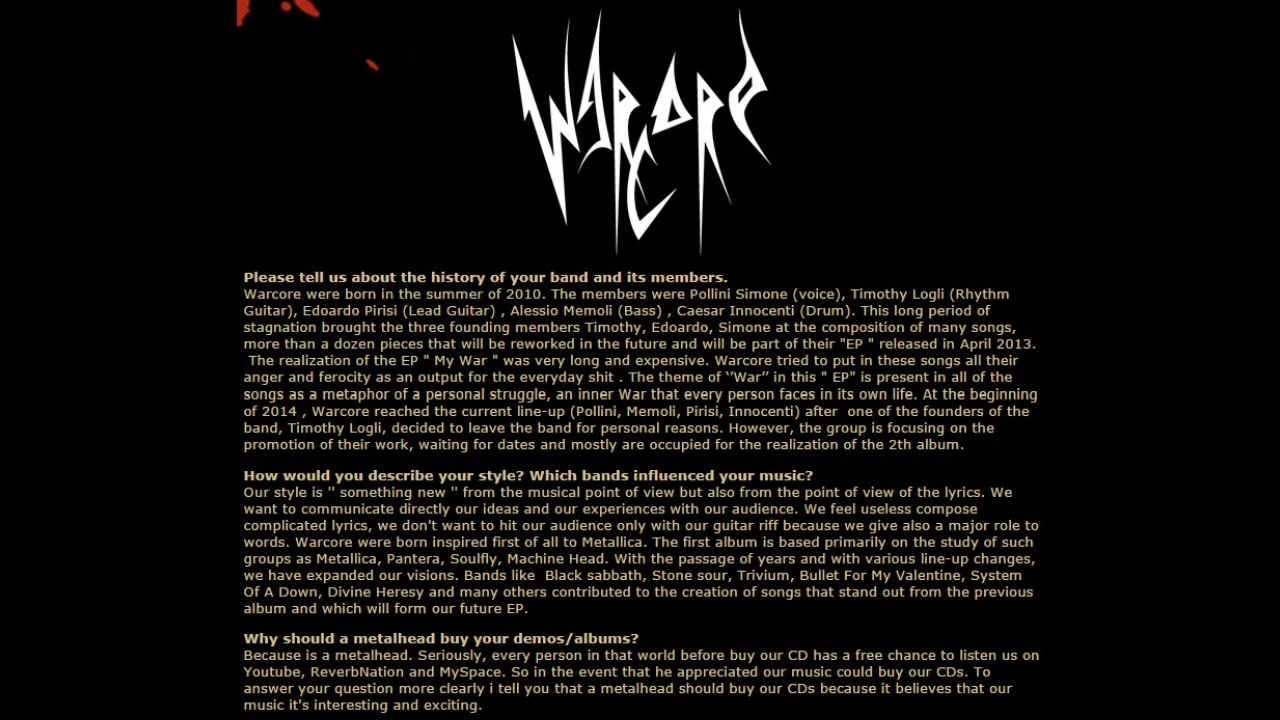 Warcore
Please tell us about the history of your band and its members.
Warcore were born in the summer of 2010. The members were Pollini Simone (voice), Timothy Logli (Rhythm
Guitar), Edoardo Pirisi (Lead Guitar) , Alessio Memoli (Bass) , Caesar Innocenti (Drum). This long period of
stagnation brought the three founding members Timothy, Edoardo, Simone at the composition of many songs,
more than a dozen pieces that will be reworked in the future and will be part of their "EP " released in April 2013.
The realization of the EP " My War " was very long and expensive. Warcore tried to put in these songs all their
anger and ferocity as an output for the everyday shit . The theme of ‘’War’’ in this " EP" is present in all of the
songs as a metaphor of a personal struggle, an inner War that every person faces in its own life. At the beginning
of 2014 , Warcore reached the current line-up (Pollini, Memoli, Pirisi, Innocenti) after  one of the founders of the
band, Timothy Logli, decided to leave the band for personal reasons. However, the group is focusing on the
promotion of their work, waiting for dates and mostly are occupied for the realization of the 2th album.
How would you describe your style? Which bands influenced your music?
Our style is " something new " from the musical point of view but also from the point of view of the lyrics. We
want to communicate directly our ideas and our experiences with our audience. We feel useless compose
complicated lyrics, we don't want to hit our audience only with our guitar riff because we give also a major role to
words. Warcore were born inspired first of all to Metallica. The first album is based primarily on the study of such
groups as Metallica, Pantera, Soulfly, Machine Head. With the passage of years and with various line-up changes,
we have expanded our visions. Bands like  Black sabbath, Stone sour, Trivium, Bullet For My Valentine, System
Of A Down, Divine Heresy and many others contributed to the creation of songs that stand out from the previous
album and which will form our future EP.
Why should a metalhead buy your demos/albums?
Because is a metalhead. Seriously, every person in that world before buy our CD has a free chance to listen us on
Youtube, ReverbNation and MySpace. So in the event that he appreciated our music could buy our CDs. To
answer your question more clearly i tell you that a metalhead should buy our CDs because it believes that our
music it's interesting and exciting.